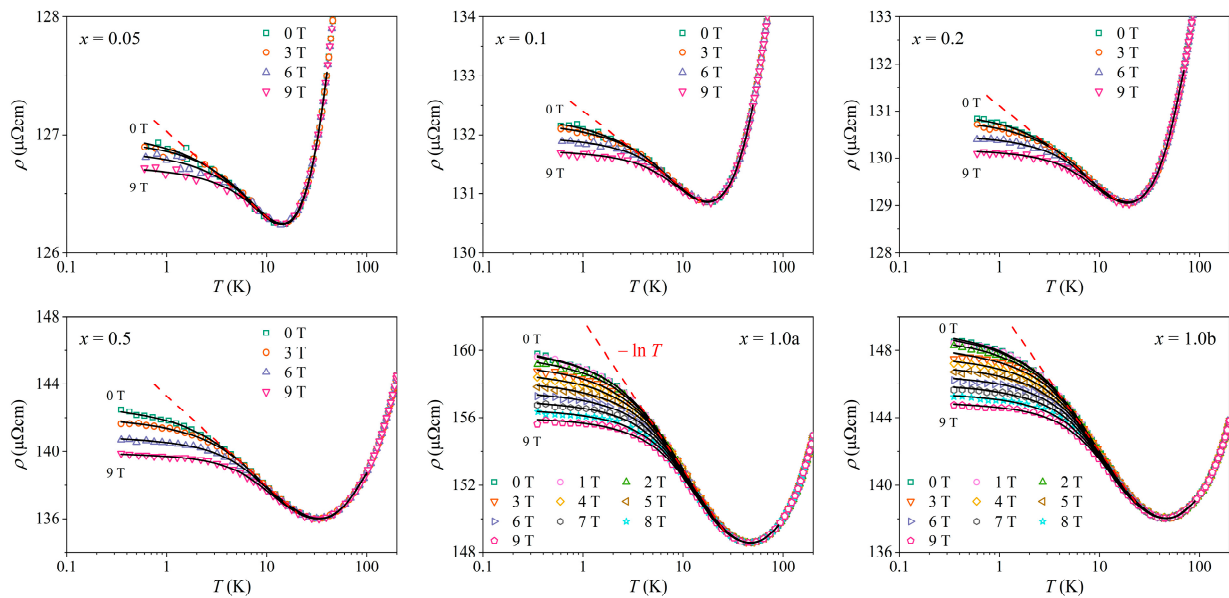 128
127
126
ρ (μΩcm)
x = 0.05
0 T
3 T
6 T
9 T
0 T
9 T
0.1
1
10
100
T (K)
134
133
132
131
130
ρ (μΩcm)
x = 0.1
0 T
3 T
6 T
9 T
0 T
9 T
0.1
1
10
100
T (K)
133
132
131
130
129
128
ρ (μΩcm)
x = 0.2
0 T
3 T
6 T
9 T
0 T
9 T
0.1
1
10
100
T (K)
148
144
140
136
ρ (μΩcm)
x = 0.5
0 T
3 T
6 T
9 T
0 T
9 T
0.1
1
10
100
T (K)
160
156
152
148
ρ (μΩcm)
x = 1.0a
− ln T
0 T
9 T
0 T 1 T 2 T
3 T 4 T 5 T
6 T 7 T 8 T
9 T
0.1
1
10
100
T (K)
148
144
140
136
ρ (μΩcm)
x = 1.0b
0 T
9 T
0 T 1 T 2 T
3 T 4 T 5 T
6 T 7 T 8 T
9 T
0.1
1
10
100
T (K)